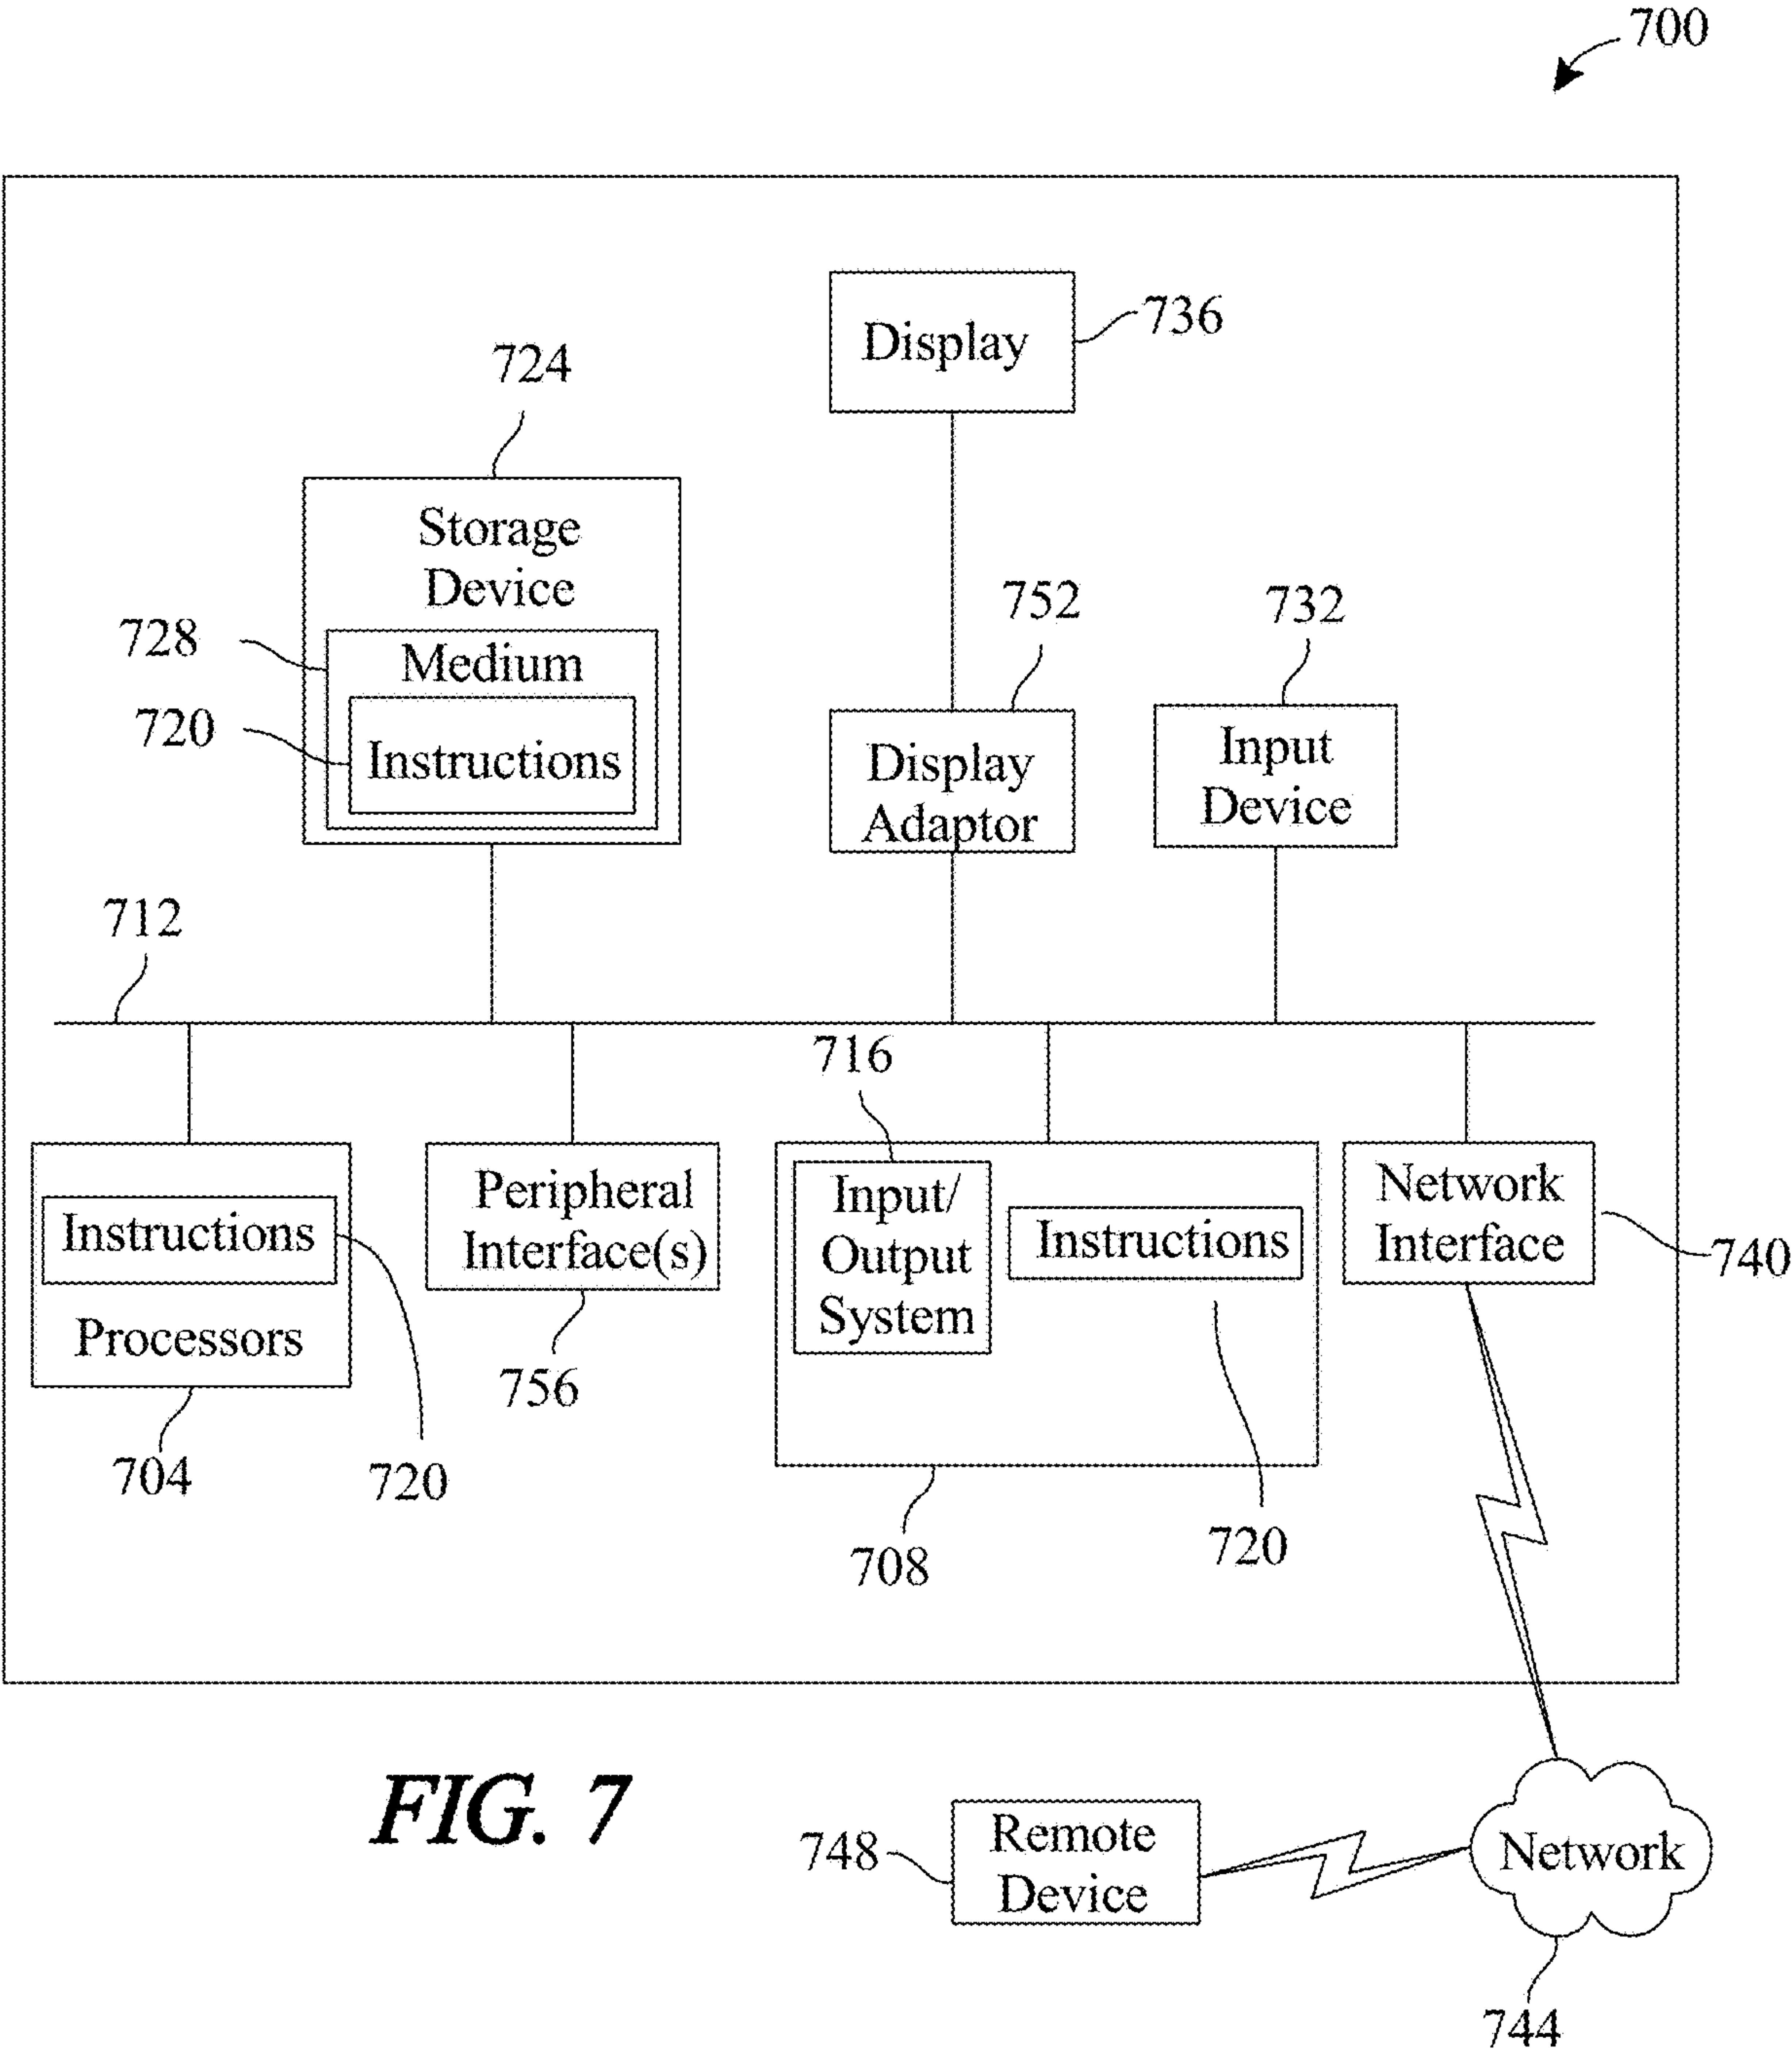 700
Display
736
724
Storage
Device
728
Medium
720
Instructions
752
Display
Adaptor
732
Input
Device
712
716
Instructions
Processors
704
720
Peripheral
Interface(s)
756
Input/
Output
System
Instructions
708
720
Network
Interface
740
FIG. 7
748
Remote
Device
Network
744